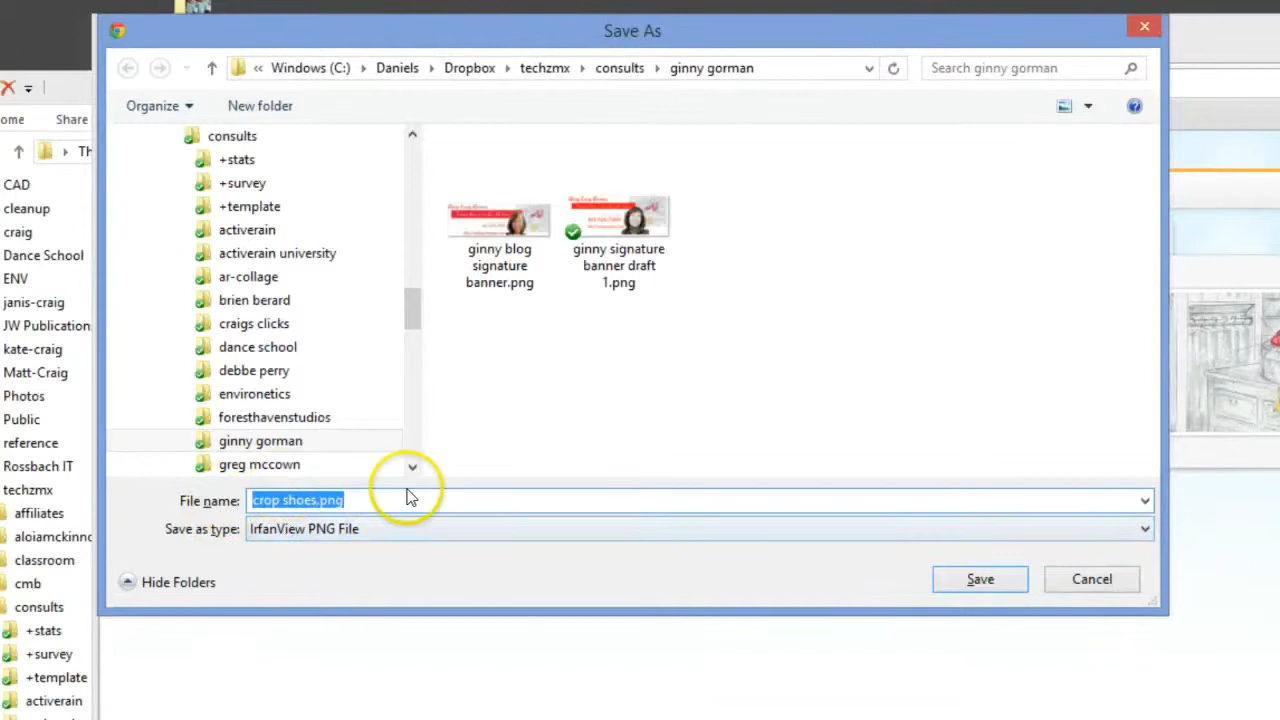 Save As
« Windows (C:) Daniels Dropbox techzmx consults ginny gorman
Search ginny gorman
Organize
New folder
ome Share
Th
CAD
cleanup
craig
Dance School
ENV
janis-craig
JW Publication
kate-craig
Matt-Craig
Photos
Public
reference
Rossbach IT
techzmx
affiliates
aloiamckinno
classroom
cmb
consults
+stats
+survey
+template
activerain
consults
+stats
+survey
+template
activerain
activerain university
ar-collage
brien berard
craigs clicks
dance school
debbe perry
environetics
foresthavenstudios
ginny gorman
greg mccown
ginny blog
signature
banner.png
ginny signature
banner draft
1.png
File name: crop shoes.png
Save as type: IrfanView PNG File
Hide Folders
Save
Cancel